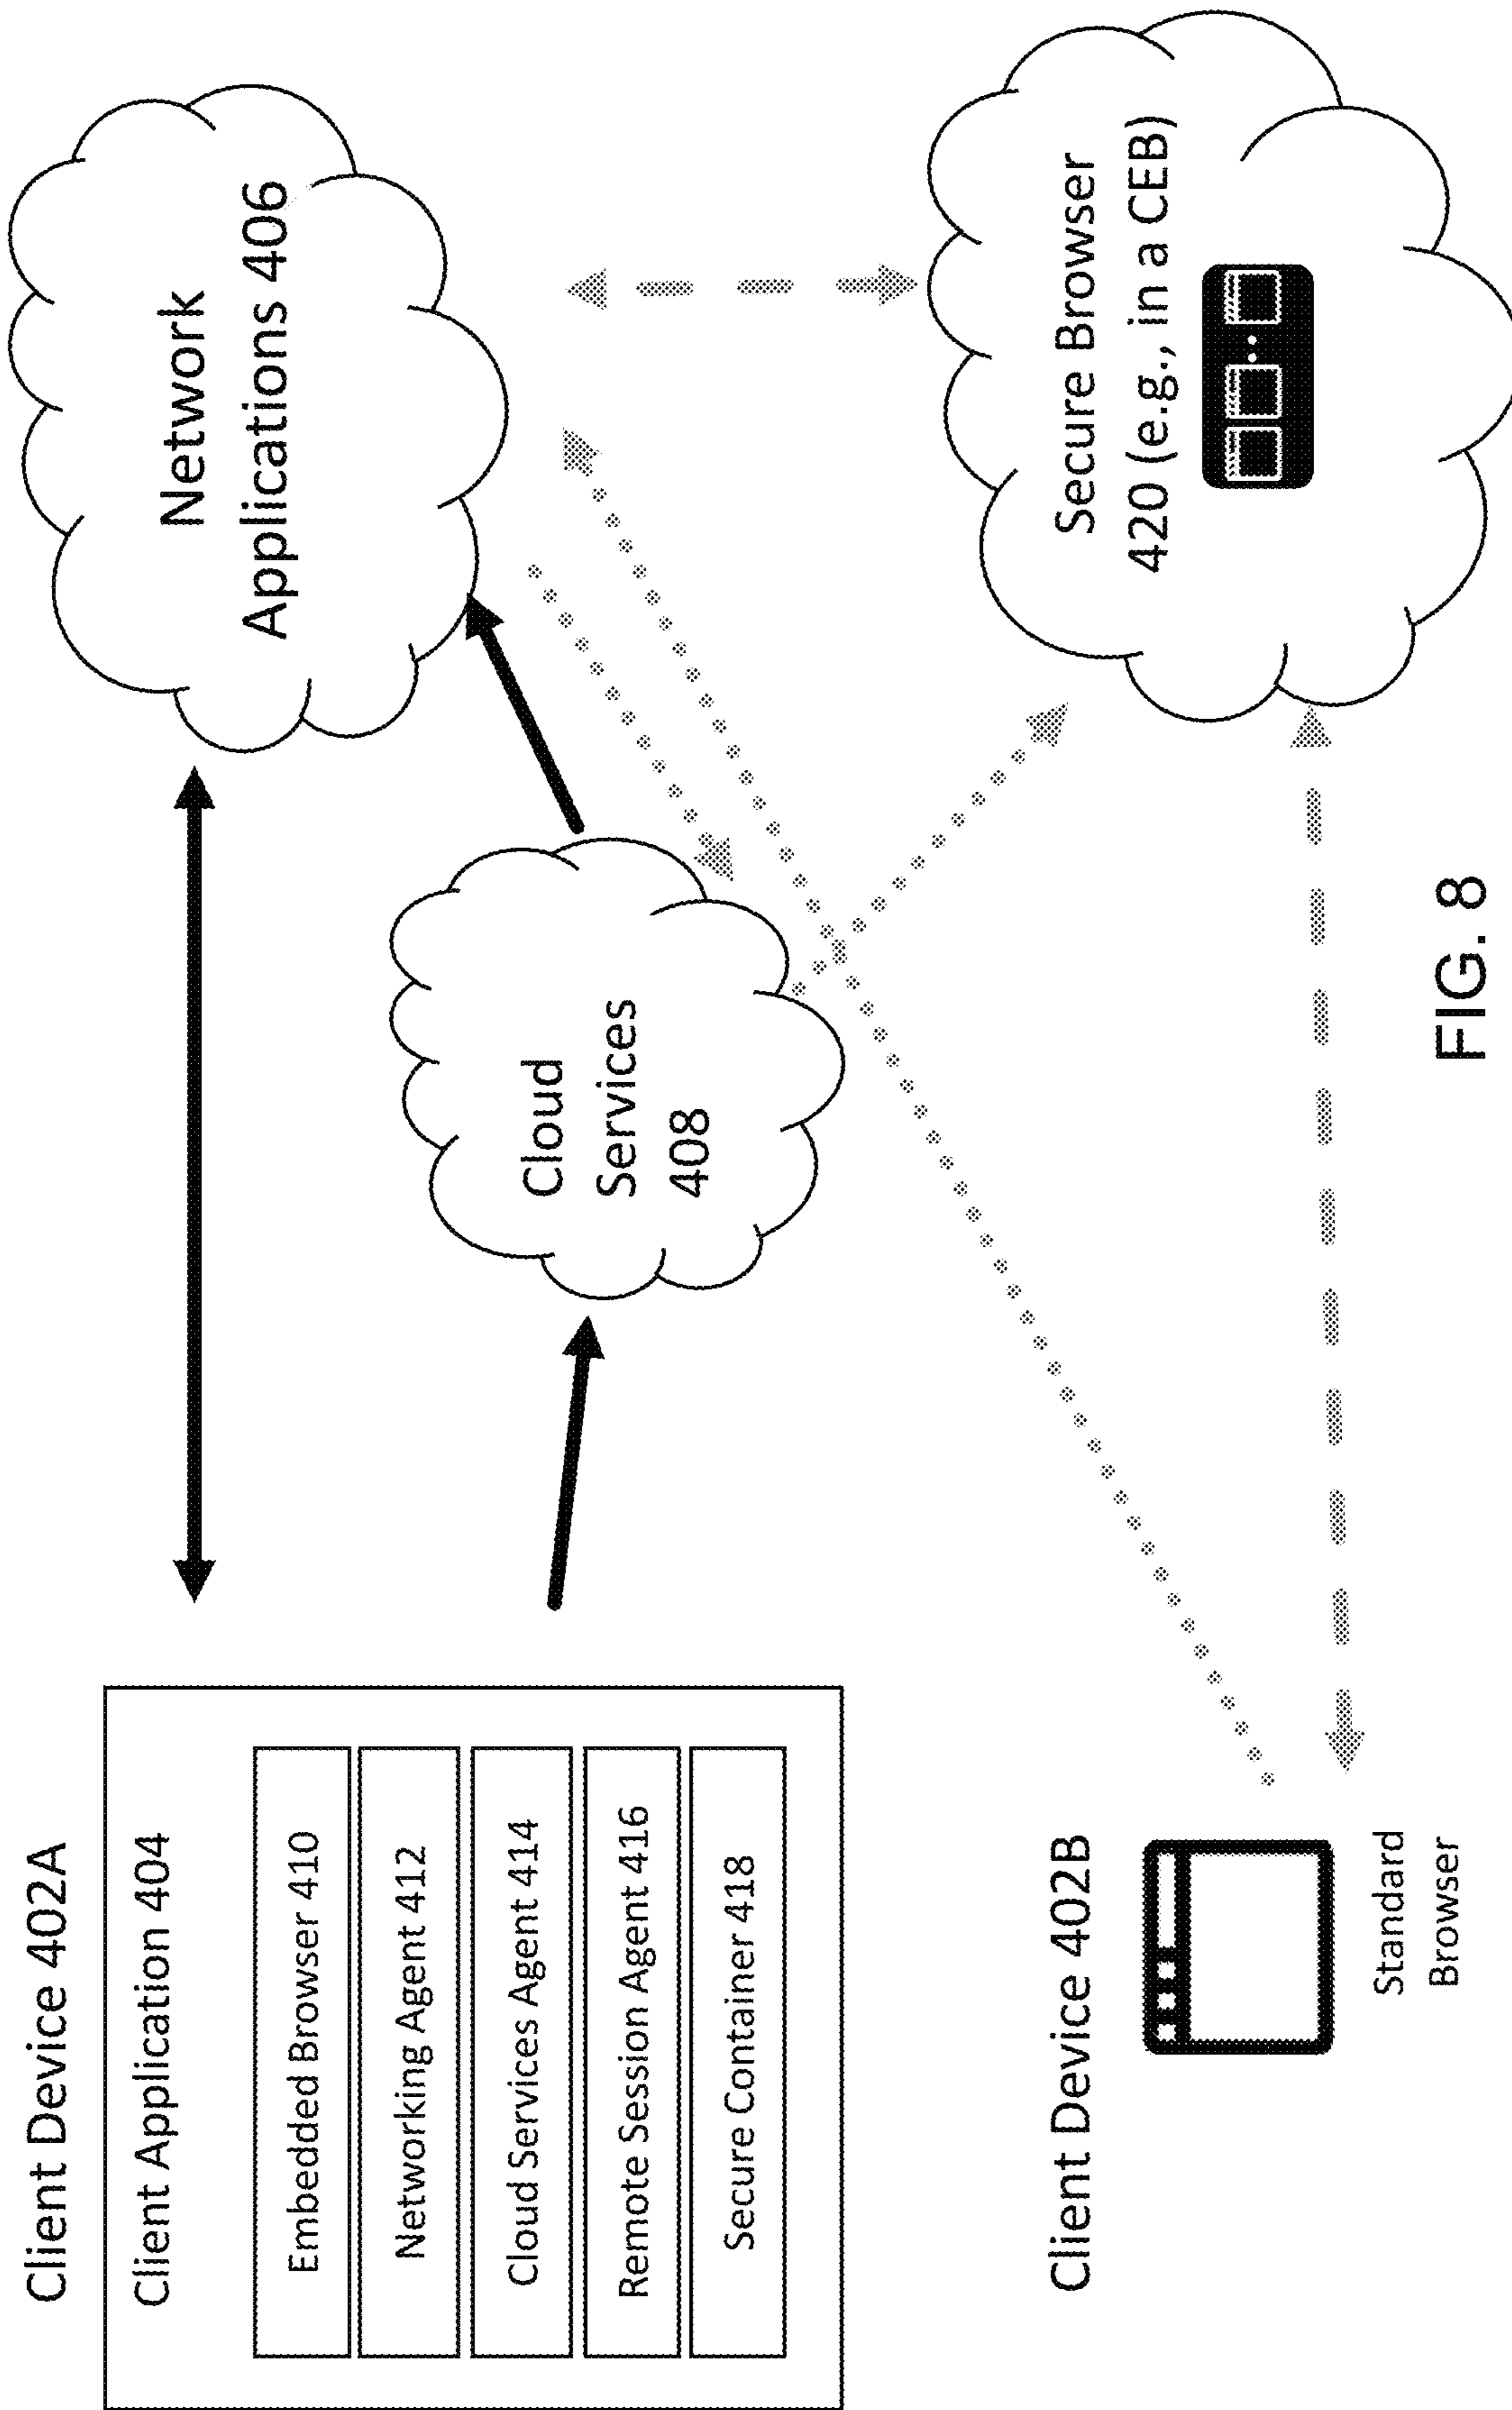 Client Device 402A
Client Application 404
Embedded Browser 410
Networking Agent 412
Cloud Services Agent 414
Remote Session Agent 416
Secure Container 418
Network
Applications 406
Cloud
Services
408
Client Device 402B
Standard
Browser
Secure Browser
420 (e.g., in a CEB)
FIG. 8